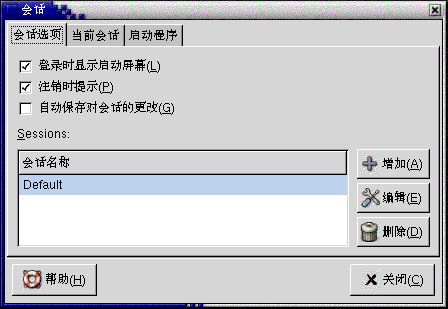 会话
会话选项 当前会话 启动程序
登录时显示启动屏幕(L)
注销时提示(P)
自动保存对会话的更改(G)
Sessions:
会话名称
Default
增加(A)
编辑(E)
删除(D)
帮助(H)
关闭(C)